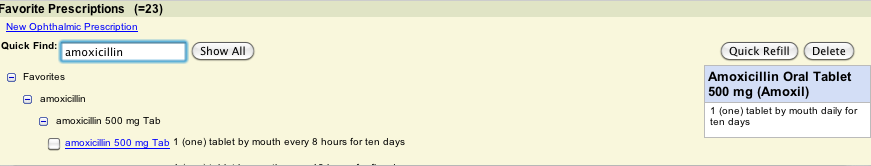 Favorite Prescriptions (=23)
New Ophthalmic Prescription
Quick Find: amoxicillin Show All Quick Refill Delete
Favorites
amoxicillin
amoxicillin 500 mg Tab
amoxicillin 500 mg Tab 1 (one) tablet by mouth every 8 hours for ten days
Amoxicillin Oral Tablet
500 mg (Amoxil)
1 (one) tablet by mouth daily for
ten days